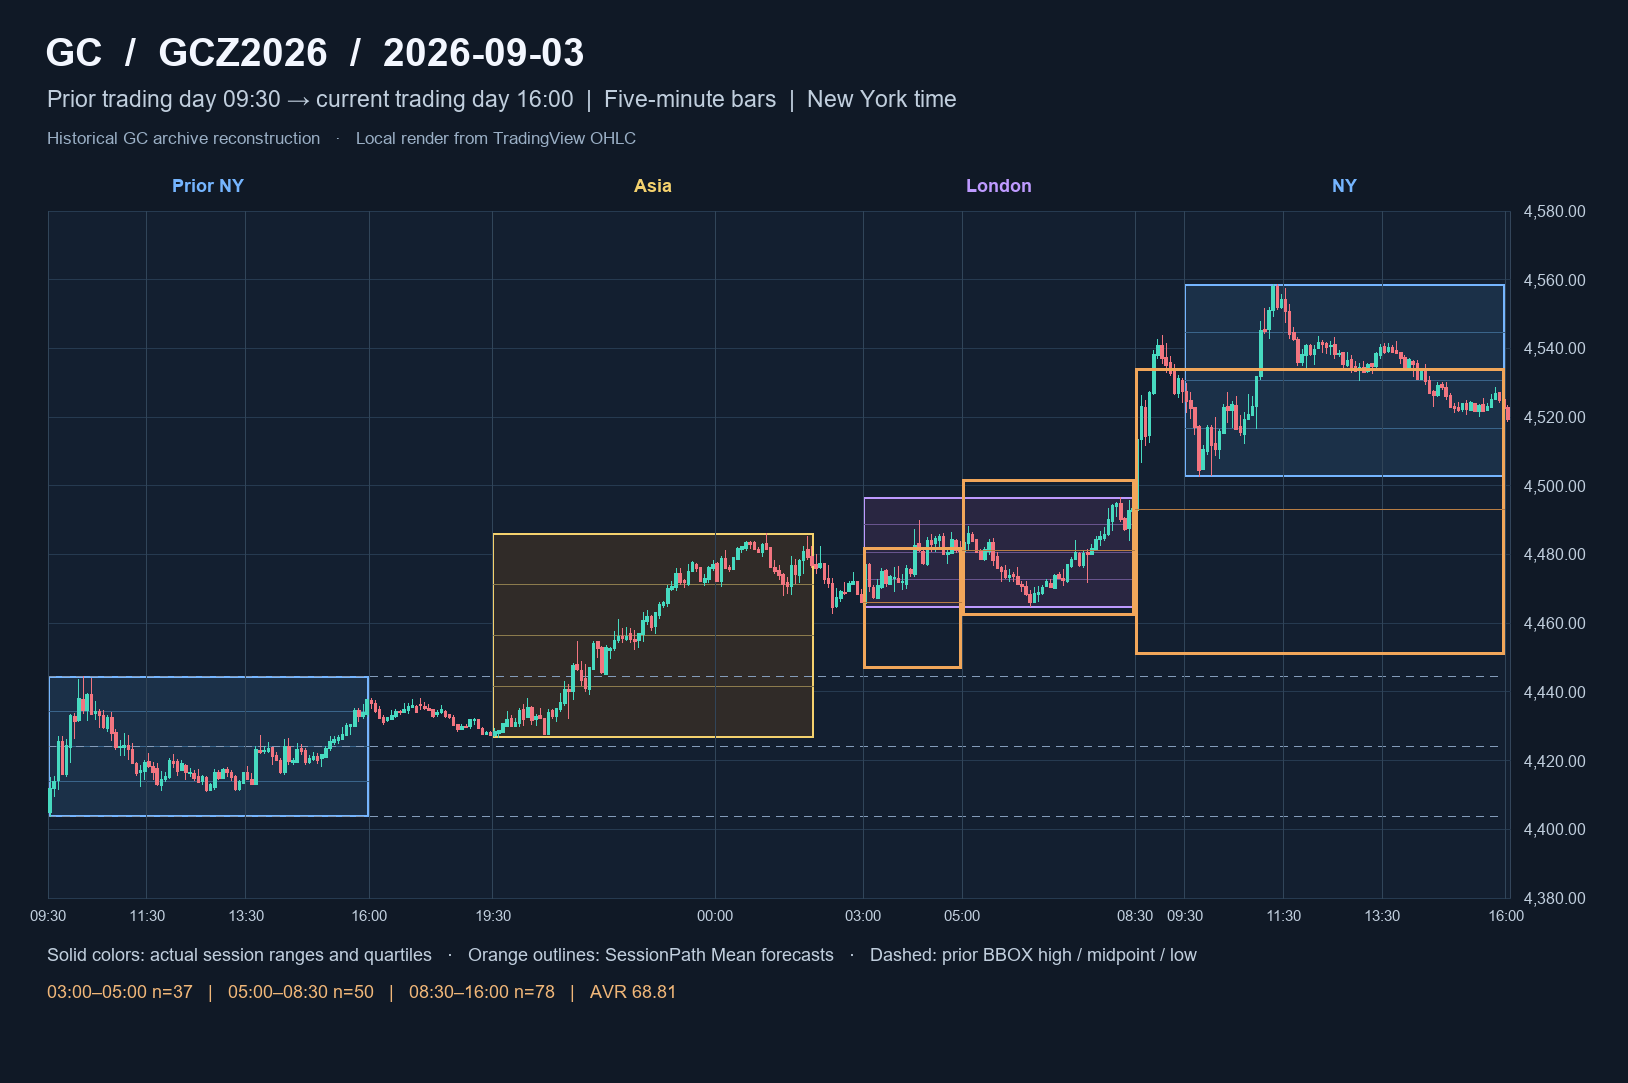 GC / GCZ2026 / 2026-09-03
Prior trading day 09:30 → current trading day 16:00 | Five-minute bars | New York time
Historical GC archive reconstruction · Local render from TradingView OHLC
Prior NY Asia London NY
4,580.00
4,560.00
4,540.00
4,520.00
4,500.00
4,480.00
4,460.00
4,440.00
4,420.00
4,400.00
4,380.00
09:30 11:30 13:30 16:00 19:30 00:00 03:00 05:00 08:30 09:30 11:30 13:30 16:00
Solid colors: actual session ranges and quartiles · Orange outlines: SessionPath Mean forecasts · Dashed: prior BBOX high / midpoint / low
03:00–05:00 n=37 | 05:00–08:30 n=50 | 08:30–16:00 n=78 | AVR 68.81